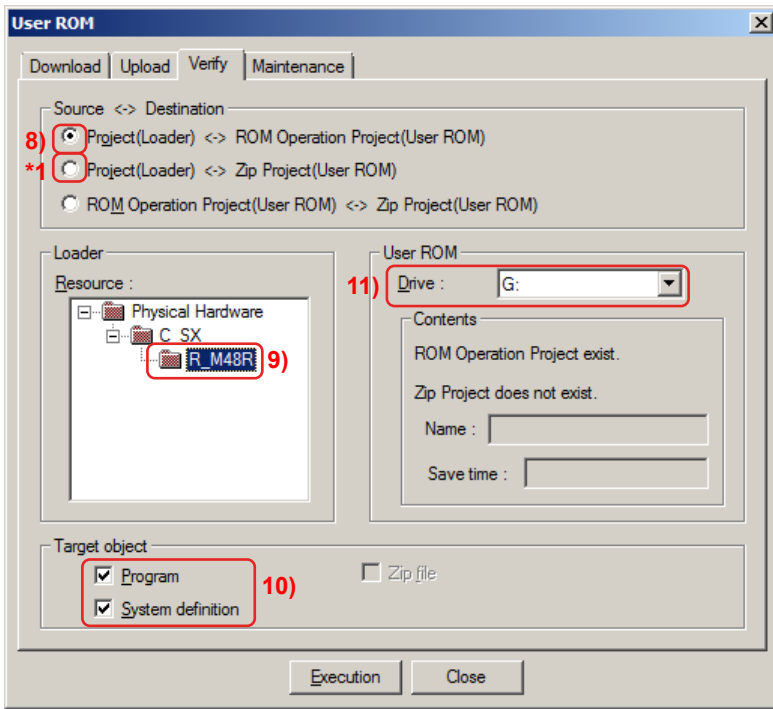 User ROM
Download Upload Verify Maintenance
Source <-> Destination
8) Project(Loader) <-> ROM Operation Project(User ROM)
*1 Project(Loader) <-> Zip Project(User ROM)
ROM Operation Project(User ROM) <-> Zip Project(User ROM)
Loader
Resource :
Physical Hardware
C_SX
R_M48R 9)
User ROM
11) Drive : G:
Contents
ROM Operation Project exist.
Zip Project does not exist.
Name :
Save time :
Target object
Program
System definition
10)
Zip file
Execution Close